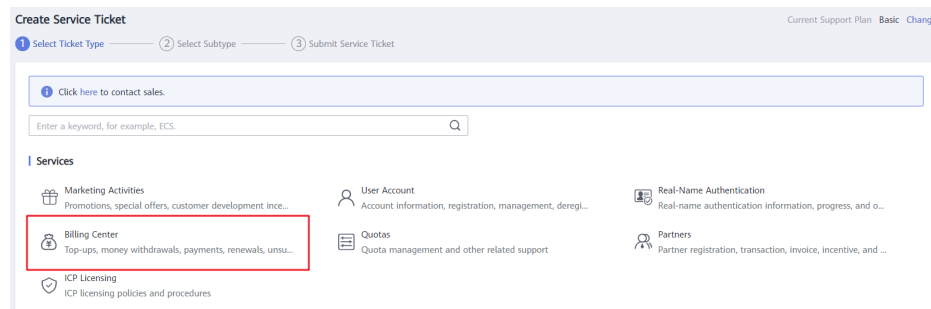 Create Service Ticket
Current Support Plan Basic Chang
1 Select Ticket Type 2 Select Subtype 3 Submit Service Ticket
Click here to contact sales.
Enter a keyword, for example, ECS.
Services
Marketing Activities
Promotions, special offers, customer development ince...
User Account
Account information, registration, management, deregi...
Real-Name Authentication
Real-name authentication information, progress, and o...
Billing Center
Top-ups, money withdrawals, payments, renewals, unsu...
Quotas
Quota management and other related support
Partners
Partner registration, transaction, invoice, incentive, and ...
ICP Licensing
ICP licensing policies and procedures